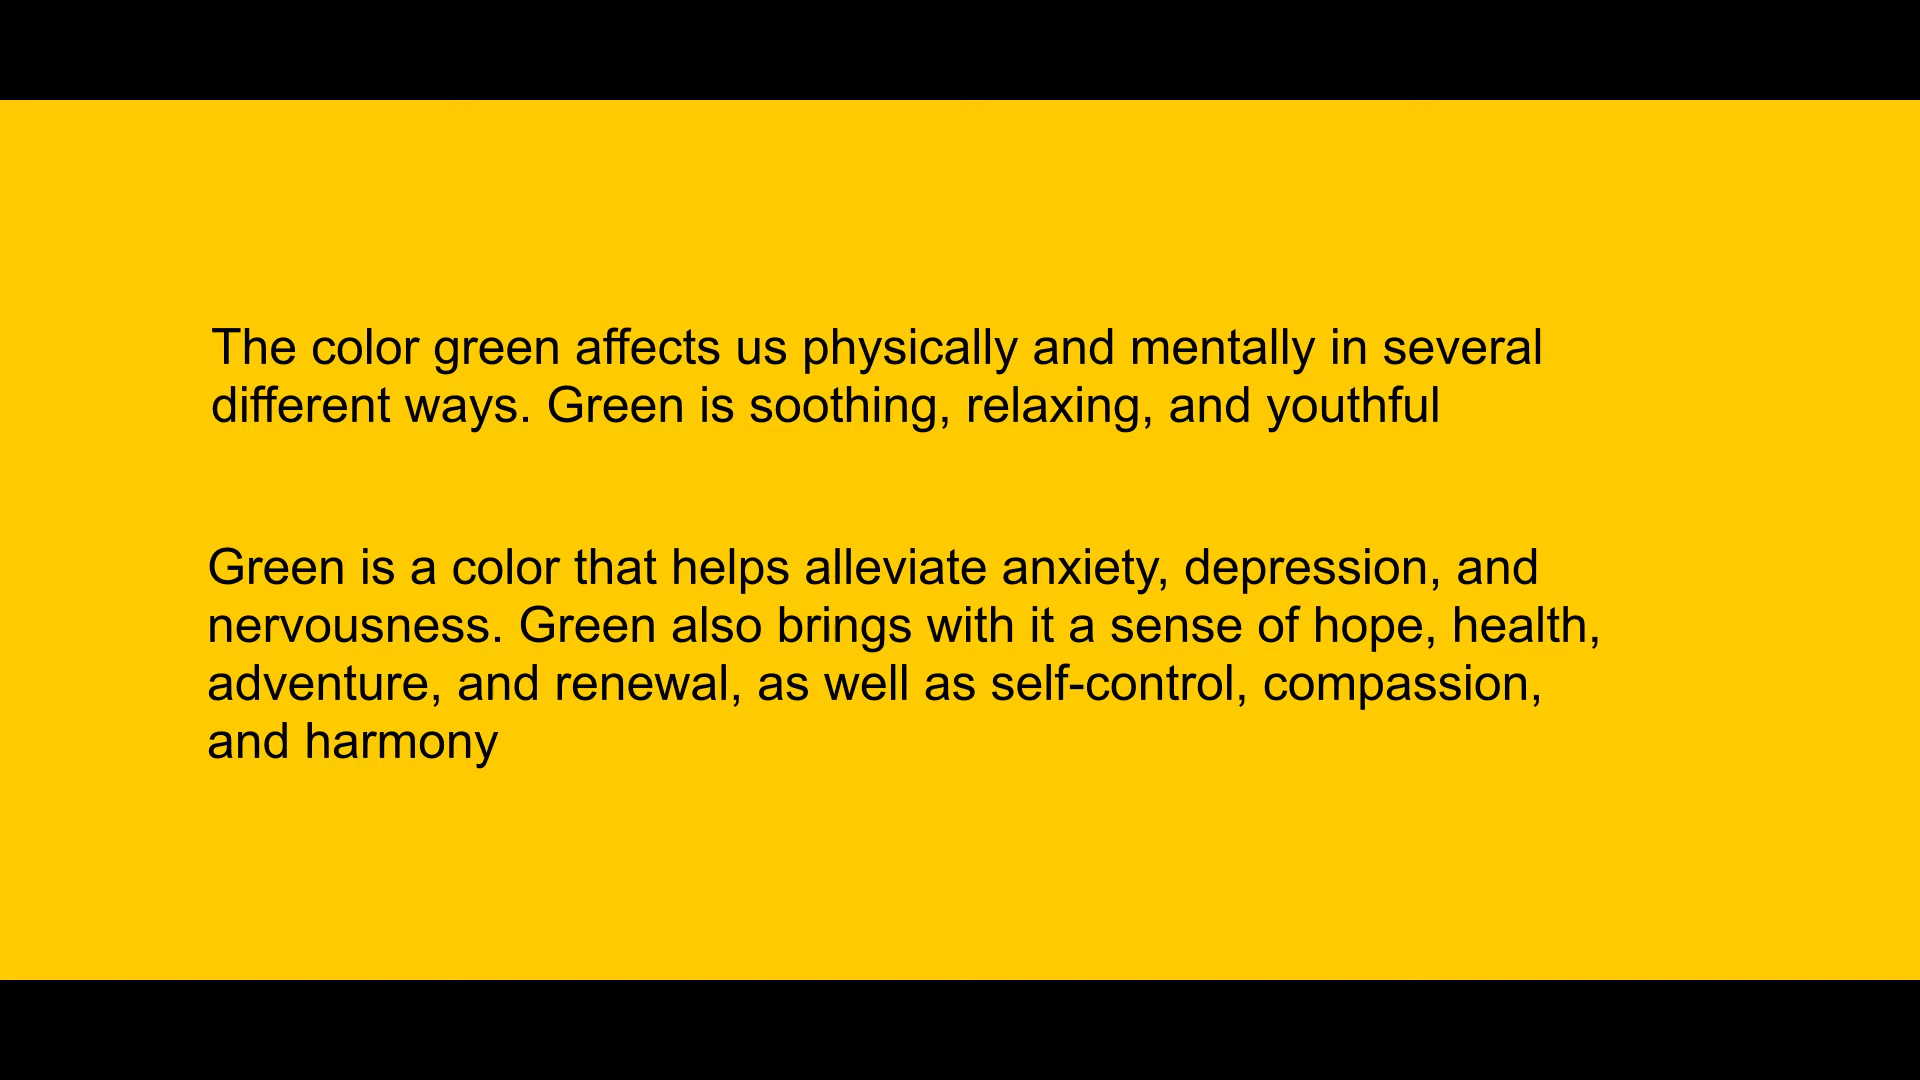 The color green affects us physically and mentally in several
different ways. Green is soothing, relaxing, and youthful
Green is a color that helps alleviate anxiety, depression, and
nervousness. Green also brings with it a sense of hope, health,
adventure, and renewal, as well as self-control, compassion,
and harmony